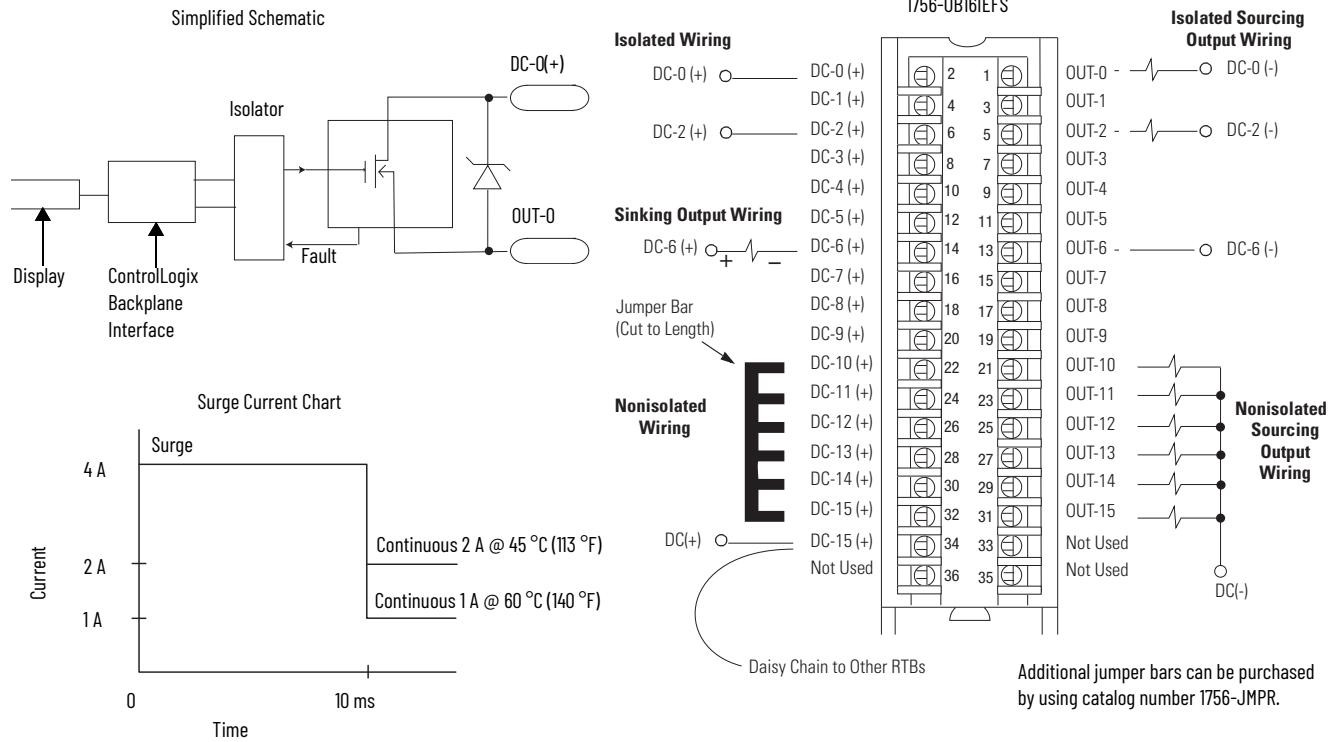 Simplified Schematic
DC-0(+)
Isolator
OUT-0
Fault
Display
ControlLogix
Backplane
Interface
Surge Current Chart
Surge
4 A
2 A
1 A
Current
Continuous 2 A @ 45 °C (113 °F)
Continuous 1 A @ 60 °C (140 °F)
0
10 ms
Time
1756-OB16IEFS
Isolated Wiring
Isolated Sourcing
Output Wiring
DC-0 (+)
DC-0 (+)
2
1
OUT-0
DC-0 (-)
DC-1 (+)
4
3
OUT-1
DC-2 (+)
DC-2 (+)
6
5
OUT-2
DC-2 (-)
DC-3 (+)
8
7
OUT-3
DC-4 (+)
10
9
OUT-4
Sinking Output Wiring
DC-5 (+)
12
11
OUT-5
DC-6 (+)
+
–
DC-6 (+)
14
13
OUT-6
DC-6 (-)
DC-7 (+)
16
15
OUT-7
Jumper Bar
(Cut to Length)
DC-8 (+)
18
17
OUT-8
DC-9 (+)
20
19
OUT-9
DC-10 (+)
22
21
OUT-10
DC-11 (+)
24
23
OUT-11
Nonisolated
Wiring
DC-12 (+)
26
25
OUT-12
DC-13 (+)
28
27
OUT-13
DC-14 (+)
30
29
OUT-14
DC-15 (+)
32
31
OUT-15
Nonisolated
Sourcing
Output
Wiring
DC(+)
DC-15 (+)
34
33
Not Used
Not Used
36
35
Not Used
DC(-)
Daisy Chain to Other RTBs
Additional jumper bars can be purchased
by using catalog number 1756-JMPR.